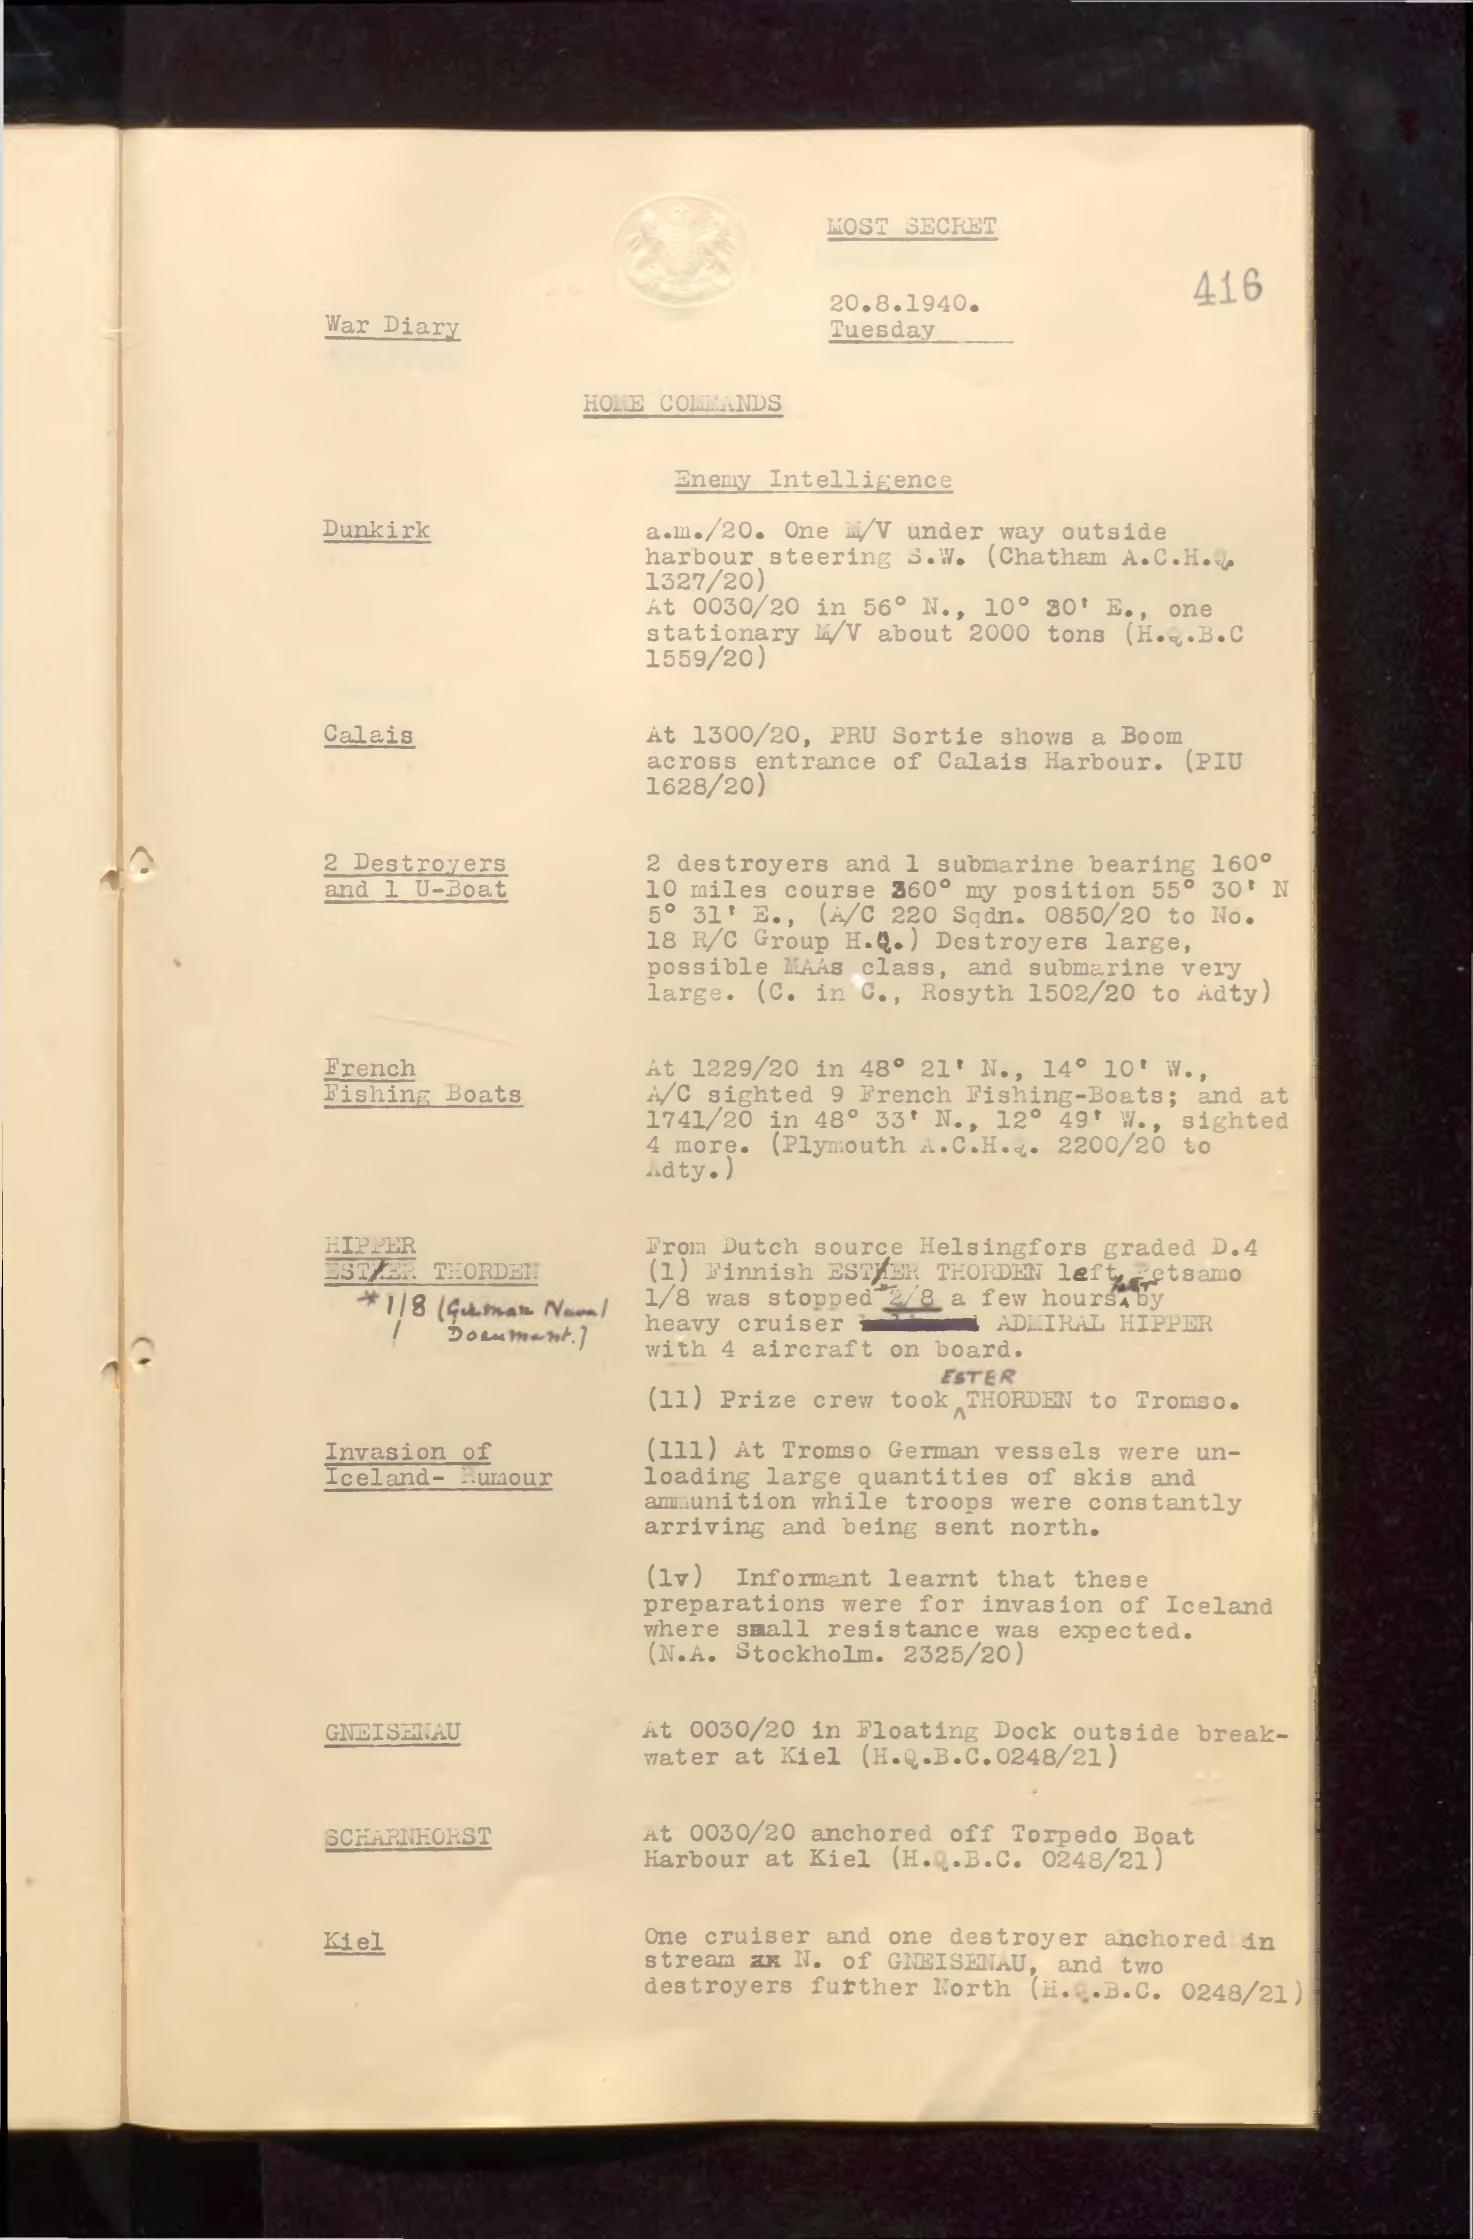 MOST SECRET
416
20.8.1940.
War Diary
Tuesday
HOME COMMANDS
Enemy Intelligence
Dunkirk
a.m./20. One M/V under way outside
harbour steering S.W. (Chatham A.C.H.Q.
1327/20)
At 0030/20 in 56° N., 10° 30' E., one
stationary M/V about 2000 tons (H.Q.B.C
1559/20)
Calais
At 1300/20, PRU Sortie shows a Boom
across entrance of Calais Harbour. (PIU
1628/20)
2 Destroyers
and 1 U-Boat
2 destroyers and 1 submarine bearing 160°
10 miles course 360° my position 55° 30' N
5° 31' E., (A/C 220 Sqdn. 0850/20 to No.
18 R/C Group H.Q.) Destroyers large,
possible MAAs class, and submarine very
large. (C. in C., Rosyth 1502/20 to Adty)
French
Fishing Boats
At 1229/20 in 48° 21' N., 14° 10' W.,
A/C sighted 9 French Fishing-Boats; and at
1741/20 in 48° 33' N., 12° 49' W., sighted
4 more. (Plymouth A.C.H.Q. 2200/20 to
Adty.)
HIPPER
ESTHER THORDEN
*1/8 (German Naval
Document.)
From Dutch source Helsingfors graded D.4
(1) Finnish ESTHER THORDEN left Petsamo
1/8 was stopped *2/8 a few hours by
heavy cruiser ADMIRAL HIPPER
with 4 aircraft on board.
ESTER
(11) Prize crew took THORDEN to Tromso.
Invasion of
Iceland- Rumour
(111) At Tromso German vessels were un-
loading large quantities of skis and
ammunition while troops were constantly
arriving and being sent north.
(1v) Informant learnt that these
preparations were for invasion of Iceland
where small resistance was expected.
(N.A. Stockholm. 2325/20)
GNEISENAU
At 0030/20 in Floating Dock outside break-
water at Kiel (H.Q.B.C.0248/21)
SCHARNHORST
At 0030/20 anchored off Torpedo Boat
Harbour at Kiel (H.Q.B.C. 0248/21)
Kiel
One cruiser and one destroyer anchored in
stream N. of GNEISENAU, and two
destroyers further North (H.Q.B.C. 0248/21)